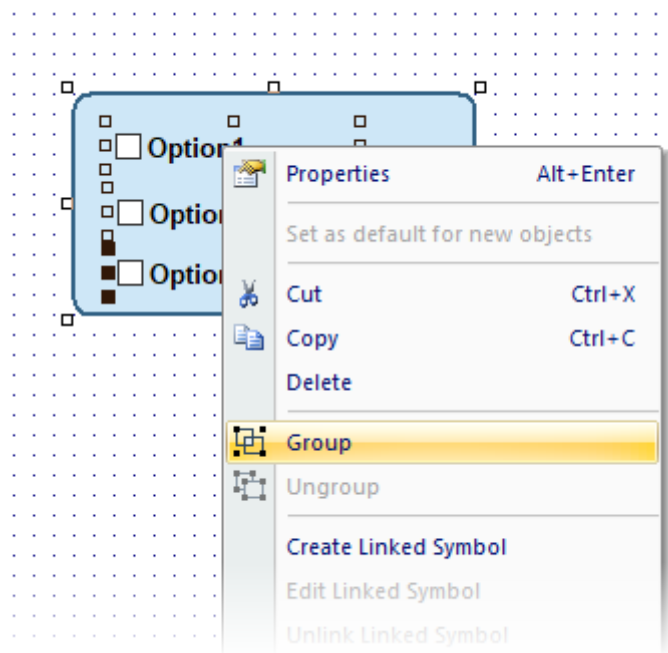 Option1
Properties Alt+Enter
Option
Set as default for new objects
Option
Cut Ctrl+X
Copy Ctrl+C
Delete
Group
Ungroup
Create Linked Symbol
Edit Linked Symbol
Unlink Linked Symbol